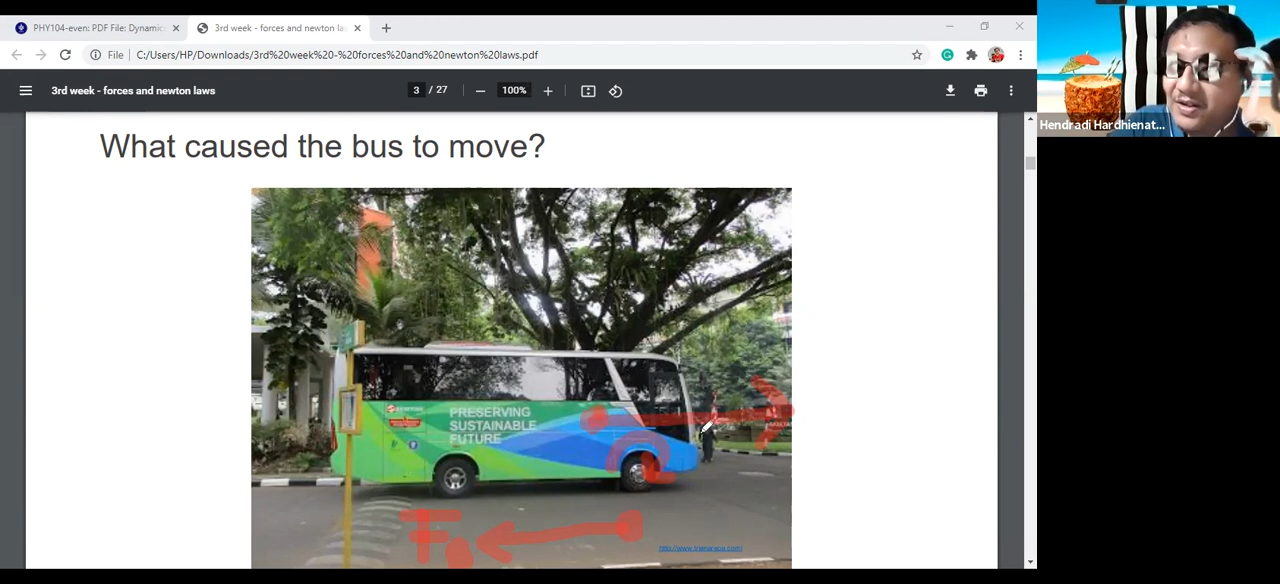 PHY104-even: PDF File: Dynamic
3rd week - forces and newton la
File
C:/Users/HP/Downloads/3rd%20week%20-%20forces%20and%20newton%20laws.pdf
3rd week - forces and newton laws
3 / 27
100%
Hendradi Hardhienat...
What caused the bus to move?
PRESERVING
SUSTAINABLE
FUTURE
F